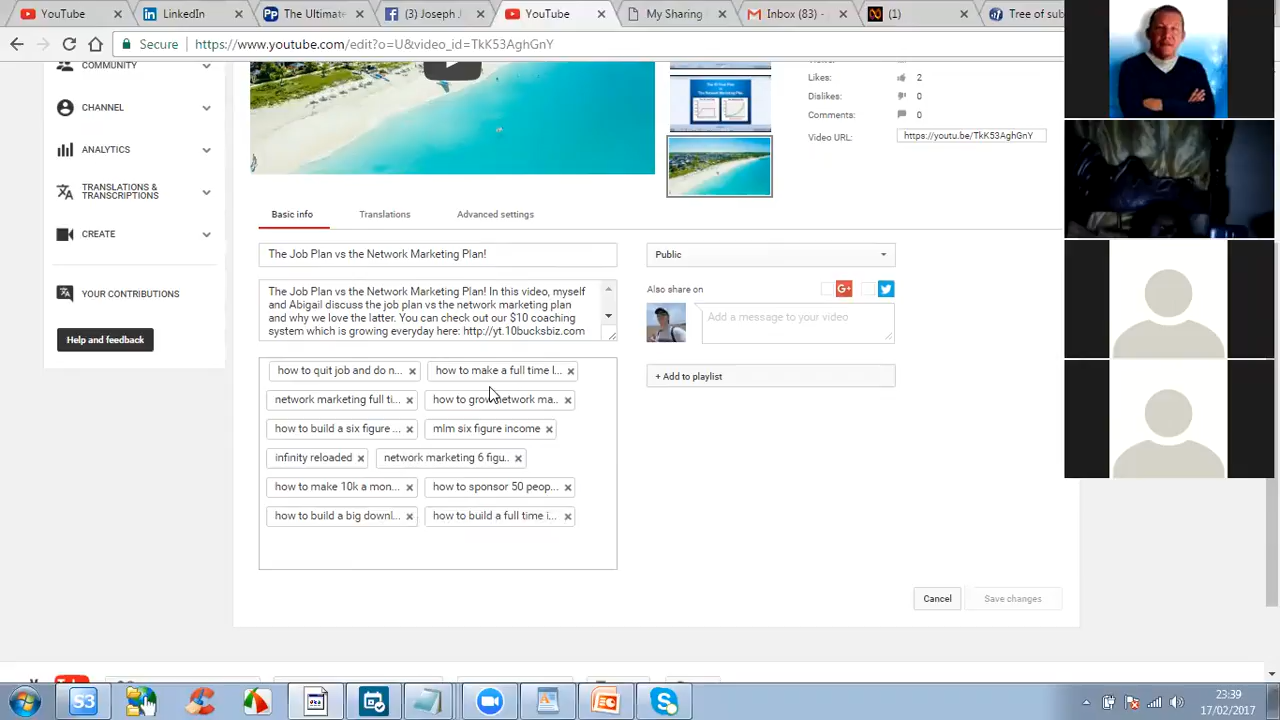 YouTube
LinkedIn
The Ultimate
(3) Joseph
YouTube
My Sharing
Inbox (83)
(1)
Tree of sub
Secure
https://www.youtube.com/edit?o=U&video_id=TkK53AghGnY
COMMUNITY
CHANNEL
ANALYTICS
TRANSLATIONS &
TRANSCRIPTIONS
CREATE
YOUR CONTRIBUTIONS
Help and feedback
Likes: 2
Dislikes: 0
Comments: 0
Video URL: https://youtu.be/TkK53AghGnY
Basic info
Translations
Advanced settings
The Job Plan vs the Network Marketing Plan!
The Job Plan vs the Network Marketing Plan! In this video, myself
and Abigail discuss the job plan vs the network marketing plan
and why we love the latter. You can check out our $10 coaching
system which is growing everyday here: http://yt.10bucksbiz.com
how to quit job and do n...
how to make a full time l...
network marketing full ti...
how to grow network ma..
how to build a six figure ...
mlm six figure income
infinity reloaded
network marketing 6 figu..
how to make 10k a mon...
how to sponsor 50 peop...
how to build a big downl...
how to build a full time i...
Public
Also share on
G+
Add a message to your video
+ Add to playlist
Cancel
Save changes
23:39
17/02/2017